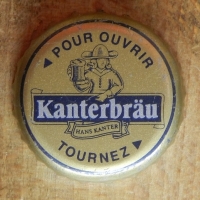 POUR OUVRIR
Kanterbräu
HANS KANTER
TOURNEZ